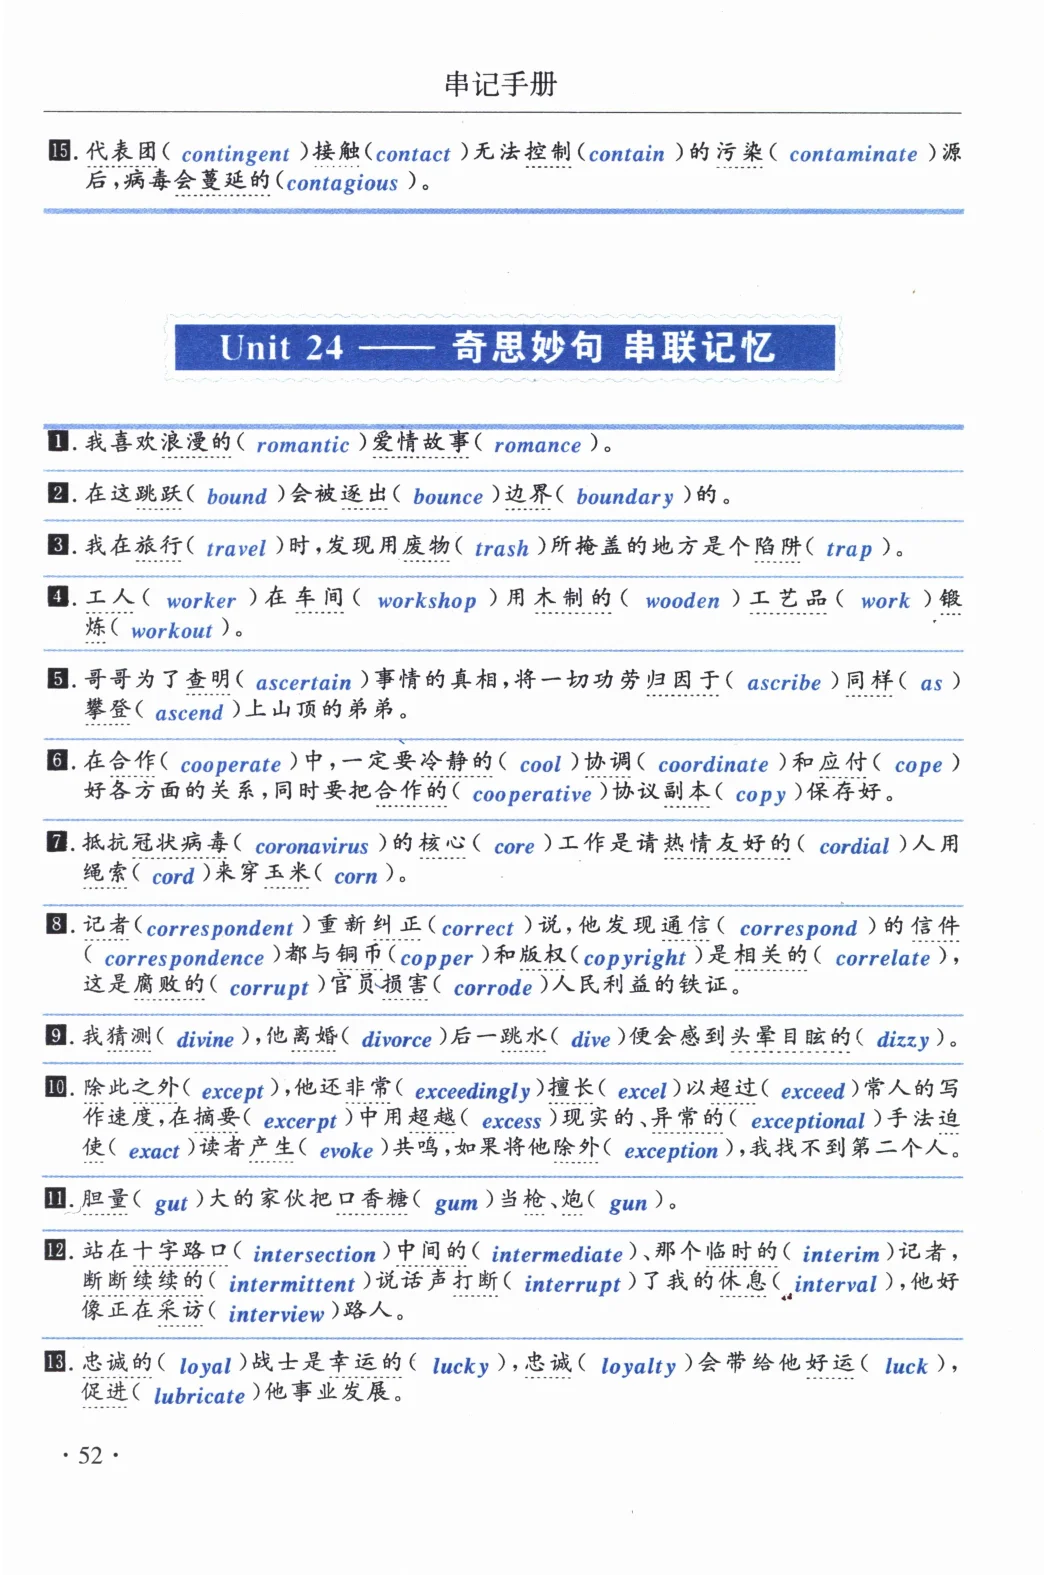 串记手册
15. 代表团( contingent )接触(contact )无法控制(contain )的污染( contaminate )源
后,病毒会蔓延的(contagious )。
Unit 24 —— 奇思妙句 串联记忆
1. 我喜欢浪漫的( romantic )爱情故事( romance )。
2. 在这跳跃( bound )会被逐出( bounce )边界( boundary )的。
3. 我在旅行( travel )时,发现用废物( trash )所掩盖的地方是个陷阱( trap )。
4. 工人( worker )在车间( workshop )用木制的( wooden )工艺品( work )锻
炼( workout )。
5. 哥哥为了查明( ascertain )事情的真相,将一切功劳归因于( ascribe )同样( as )
攀登( ascend )上山顶的弟弟。
6. 在合作( cooperate )中,一定要冷静的( cool )协调( coordinate )和应付( cope )
好各方面的关系,同时要把合作的( cooperative )协议副本( copy )保存好。
7. 抵抗冠状病毒( coronavirus )的核心( core )工作是请热情友好的( cordial )人用
绳索( cord )来穿玉米( corn )。
8. 记者(correspondent )重新纠正(correct )说,他发现通信( correspond )的信件
( correspondence )都与铜币(copper )和版权(copyright )是相关的( correlate ),
这是腐败的( corrupt )官员损害( corrode )人民利益的铁证。
9. 我猜测( divine ),他离婚( divorce )后一跳水( dive )便会感到头晕目眩的( dizzy )。
10. 除此之外( except ),他还非常( exceedingly )擅长( excel )以超过( exceed )常人的写
作速度,在摘要( excerpt )中用超越( excess )现实的、异常的( exceptional )手法迫
使( exact )读者产生( evoke )共鸣,如果将他除外( exception ),我找不到第二个人。
11. 胆量( gut )大的家伙把口香糖( gum )当枪、炮( gun )。
12. 站在十字路口( intersection )中间的( intermediate )、那个临时的( interim )记者,
断断续续的( intermittent )说话声打断( interrupt )了我的休息( interval ),他好
像正在采访( interview )路人。
13. 忠诚的( loyal )战士是幸运的( lucky ),忠诚( loyalty )会带给他好运( luck ),
促进( lubricate )他事业发展。
· 52 ·